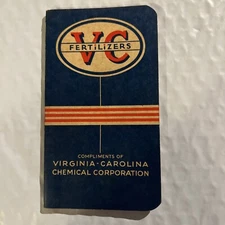 VC
FERTILIZERS
COMPLIMENTS OF
VIRGINIA-CAROLINA
CHEMICAL CORPORATION